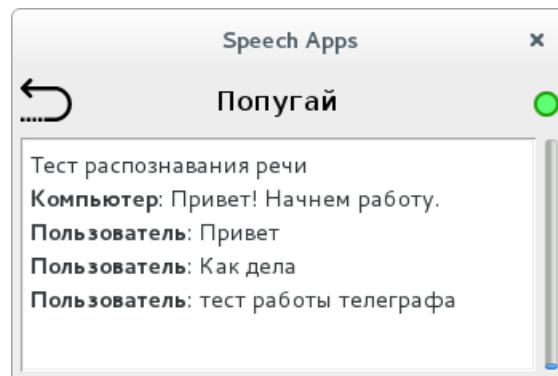 Speech Apps
Попугай
Тест распознавания речи
Компьютер: Привет! Начнем работу.
Пользователь: Привет
Пользователь: Как дела
Пользователь: тест работы телеграфа